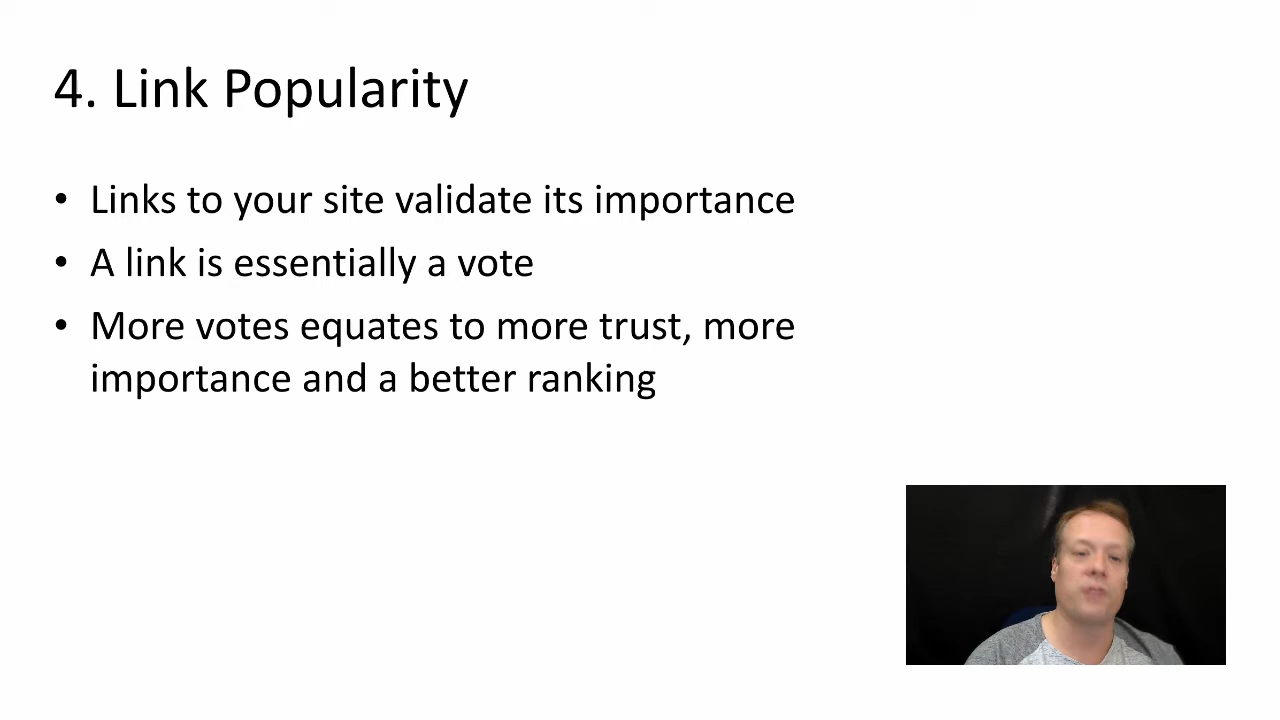 4. Link Popularity
• Links to your site validate its importance
• A link is essentially a vote
• More votes equates to more trust, more
importance and a better ranking